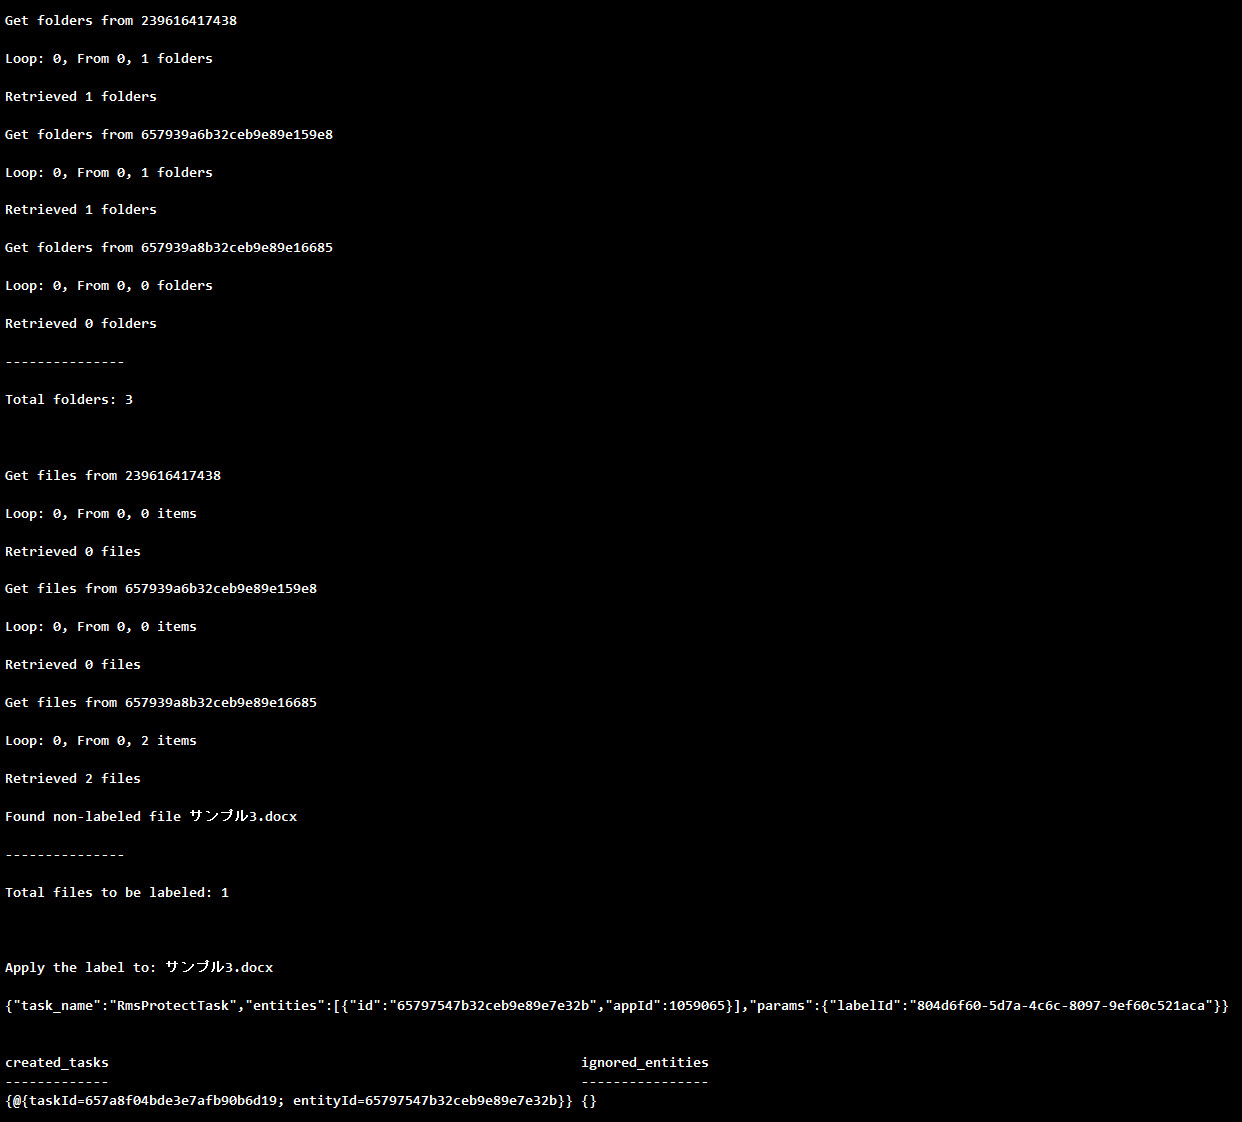 Get folders from 239616417438
Loop: 0, From 0, 1 folders
Retrieved 1 folders
Get folders from 657939a6b32ceb9e89e159e8
Loop: 0, From 0, 1 folders
Retrieved 1 folders
Get folders from 657939a8b32ceb9e89e16685
Loop: 0, From 0, 0 folders
Retrieved 0 folders
---------------
Total folders: 3
Get files from 239616417438
Loop: 0, From 0, 0 items
Retrieved 0 files
Get files from 657939a6b32ceb9e89e159e8
Loop: 0, From 0, 0 items
Retrieved 0 files
Get files from 657939a8b32ceb9e89e16685
Loop: 0, From 0, 2 items
Retrieved 2 files
Found non-labeled file サンプル3.docx
---------------
Total files to be labeled: 1
Apply the label to: サンプル3.docx
{"task_name":"RmsProtectTask","entities":[{"id":"65797547b32ceb9e89e7e32b","appId":1059065}],"params":{"labelId":"804d6f60-5d7a-4c6c-8097-9ef60c521aca"}}
created_tasks ignored_entities
------------- ----------------
{@{taskId=657a8f04bde3e7afb90b6d19; entityId=65797547b32ceb9e89e7e32b}} {}